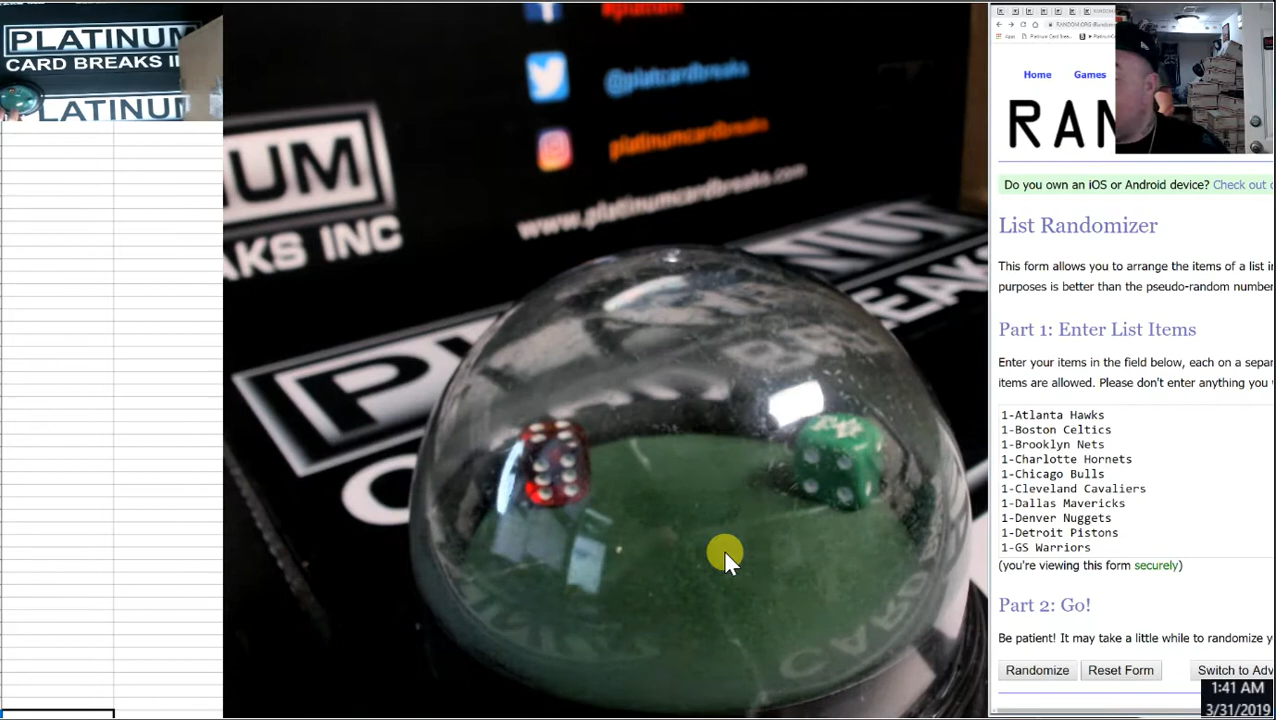 PLATINUM
CARD BREAKS IN
PLATINUM
@platcardbreaks
platinumcardbreaks
www.platinumcardbreaks.com
NUM
EAKS INC
RANDOM.ORG
Apps
Home Games
RAN
Do you own an iOS or Android device? Check out
List Randomizer
This form allows you to arrange the items of a list i
purposes is better than the pseudo-random number
Part 1: Enter List Items
Enter your items in the field below, each on a separ
items are allowed. Please don't enter anything you
1-Atlanta Hawks
1-Boston Celtics
1-Brooklyn Nets
1-Charlotte Hornets
1-Chicago Bulls
1-Cleveland Cavaliers
1-Dallas Mavericks
1-Denver Nuggets
1-Detroit Pistons
1-GS Warriors
(you're viewing this form securely)
Part 2: Go!
Be patient! It may take a little while to randomize y
Randomize Reset Form Switch to Adv
1:41 AM
3/31/2019